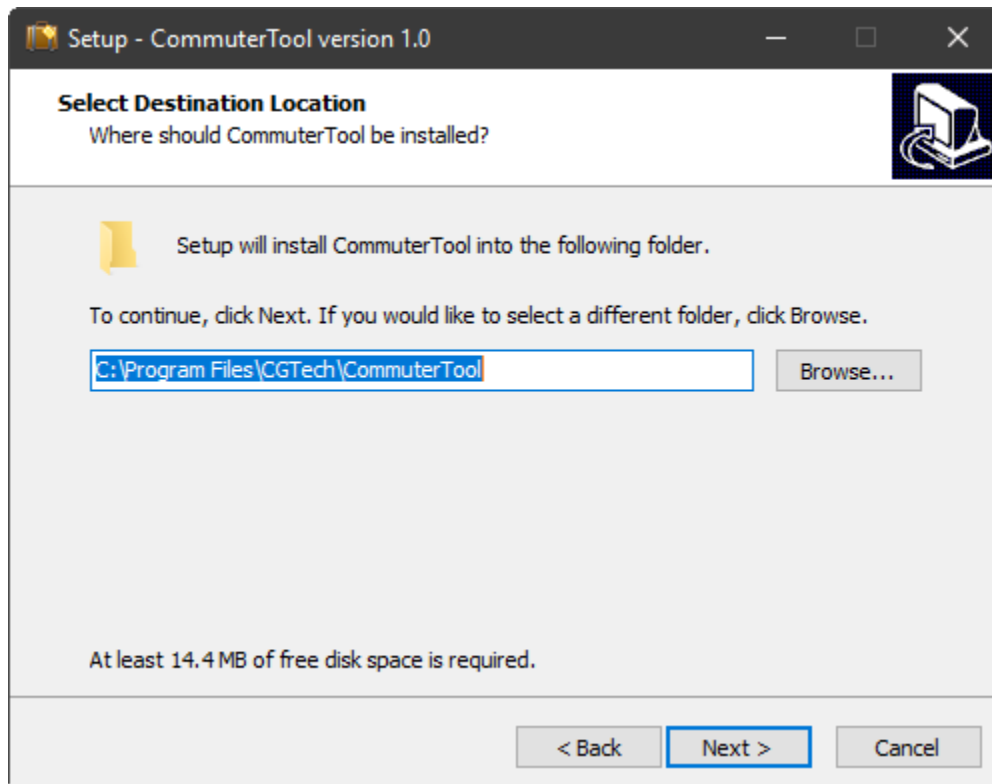 Setup - CommuterTool version 1.0
Select Destination Location
Where should CommuterTool be installed?
Setup will install CommuterTool into the following folder.
To continue, click Next. If you would like to select a different folder, click Browse.
C:\Program Files\CGTech\CommuterTool
Browse...
At least 14.4 MB of free disk space is required.
< Back
Next >
Cancel